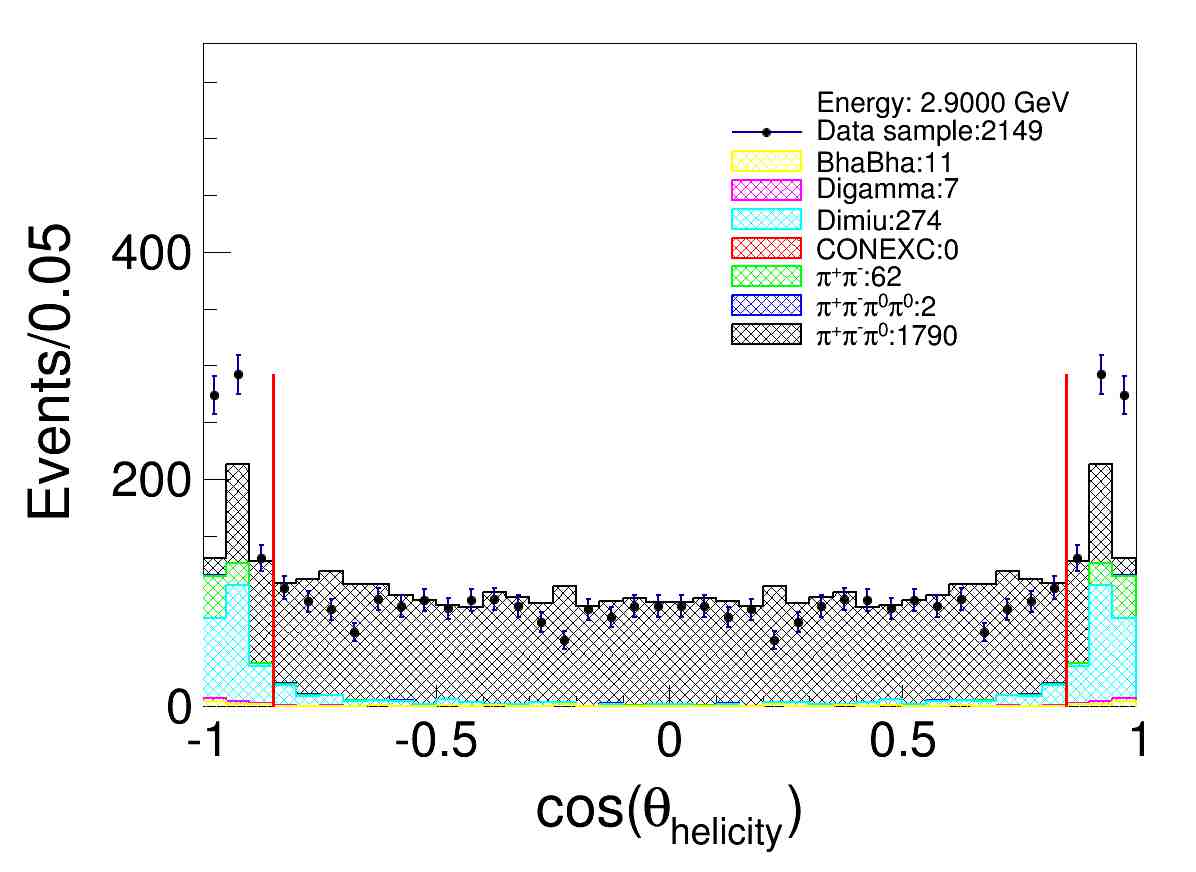 Energy: 2.9000 GeV
Data sample:2149
BhaBha:11
Digamma:7
Dimiu:274
CONEXC:0
π⁺π⁻:62
π⁺π⁻π⁰π⁰:2
π⁺π⁻π⁰:1790
Events/0.05
400
200
0
-1
-0.5
0
0.5
1
cos(θhelicity)